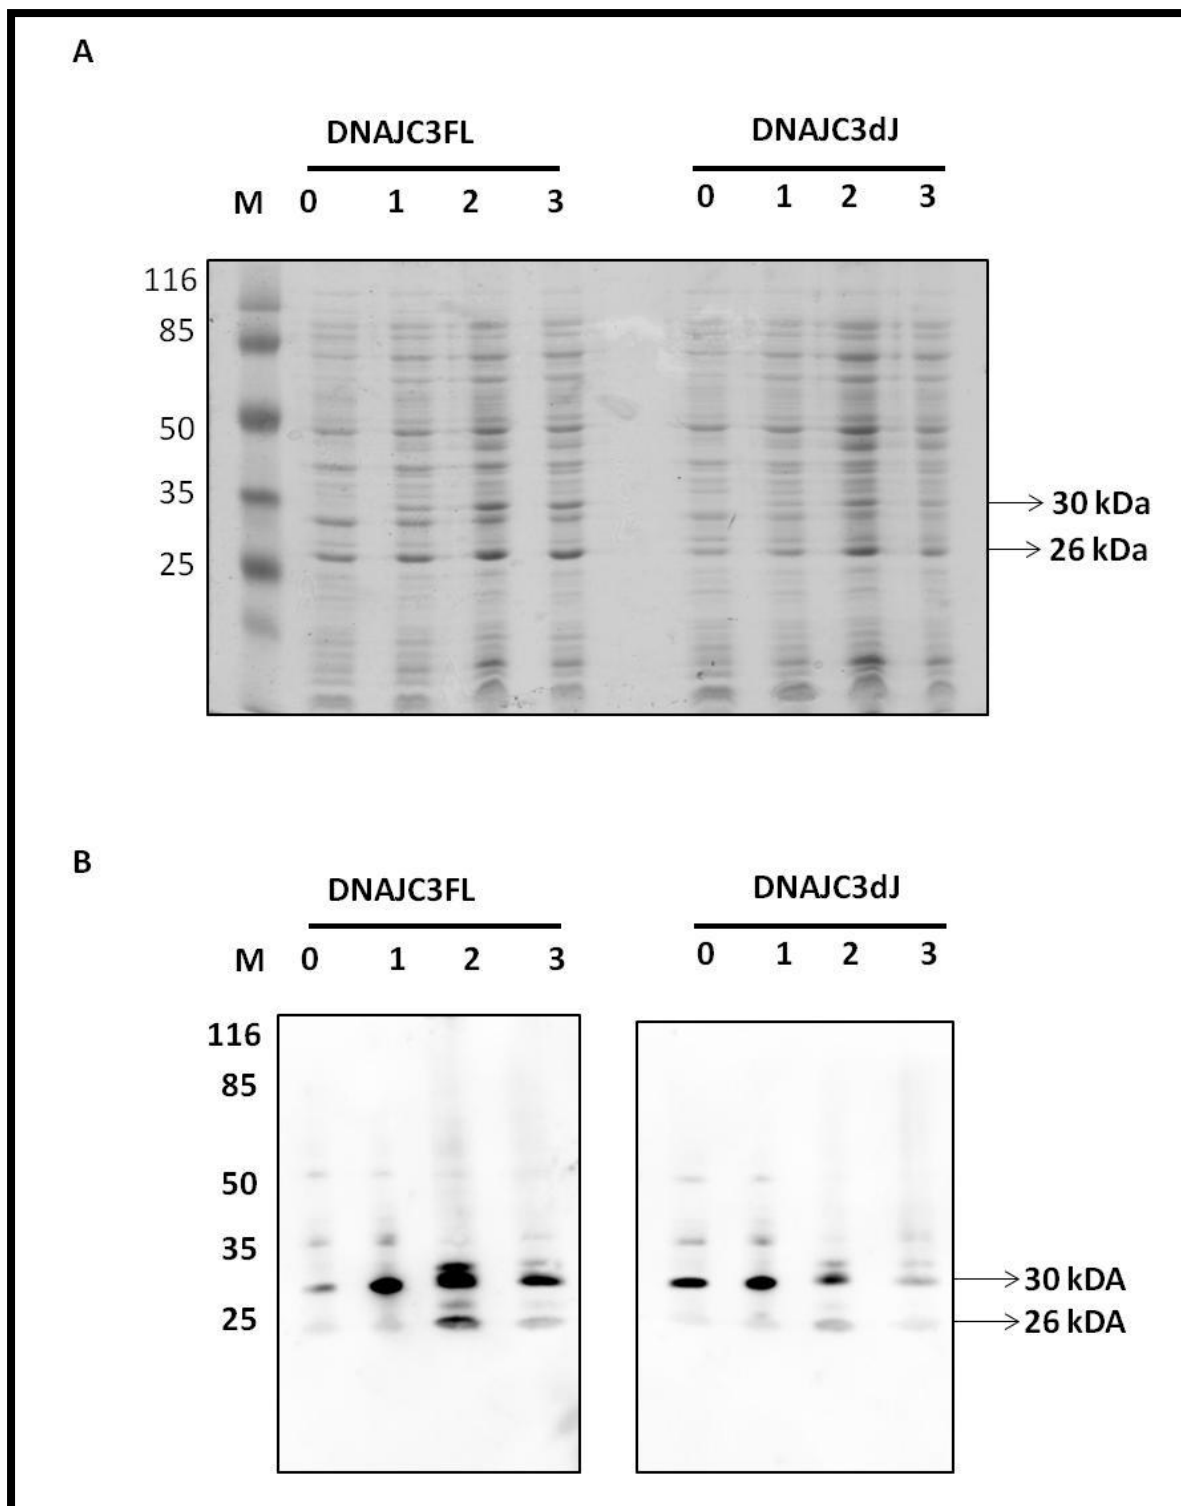 A
DNAJC3FL DNAJC3dJ
M 0 1 2 3 0 1 2 3
116
85
50
35
30 kDa
26 kDa
25
B
DNAJC3FL DNAJC3dJ
M 0 1 2 3 0 1 2 3
116
85
50
35
30 kDA
25
26 kDA